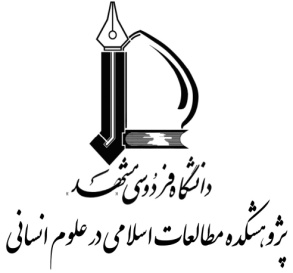 دانشگاه فردوسی مشهد
پژوهشکده مطالعات اسلامی در علوم انسانی